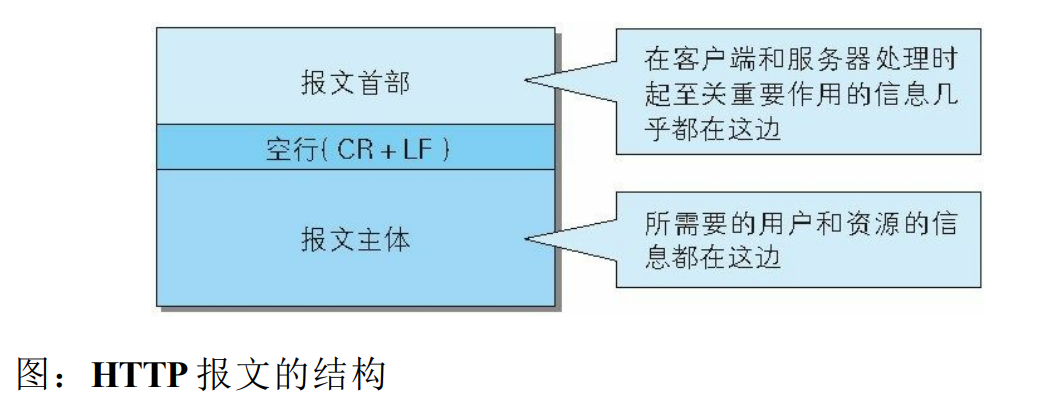 报文首部
在客户端和服务器处理时
起至关重要作用的信息几
乎都在这边
空行(CR+LF)
报文主体
所需要的用户和资源的信
息都在这边
图：HTTP 报文的结构